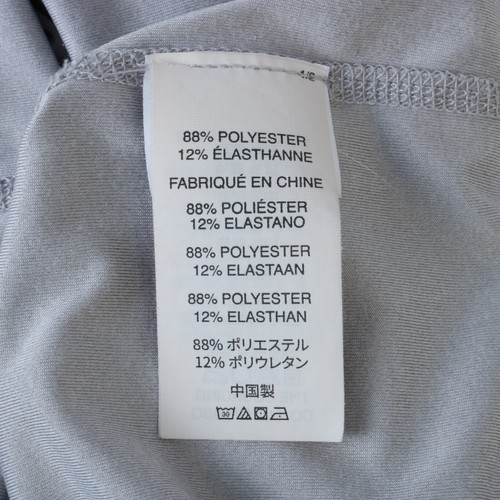 88% POLYESTER
12% ÉLASTHANNE
FABRIQUÉ EN CHINE
88% POLIÉSTER
12% ELASTANO
88% POLYESTER
12% ELASTAAN
88% POLYESTER
12% ELASTHAN
88% ポリエステル
12% ポリウレタン
中国製
30